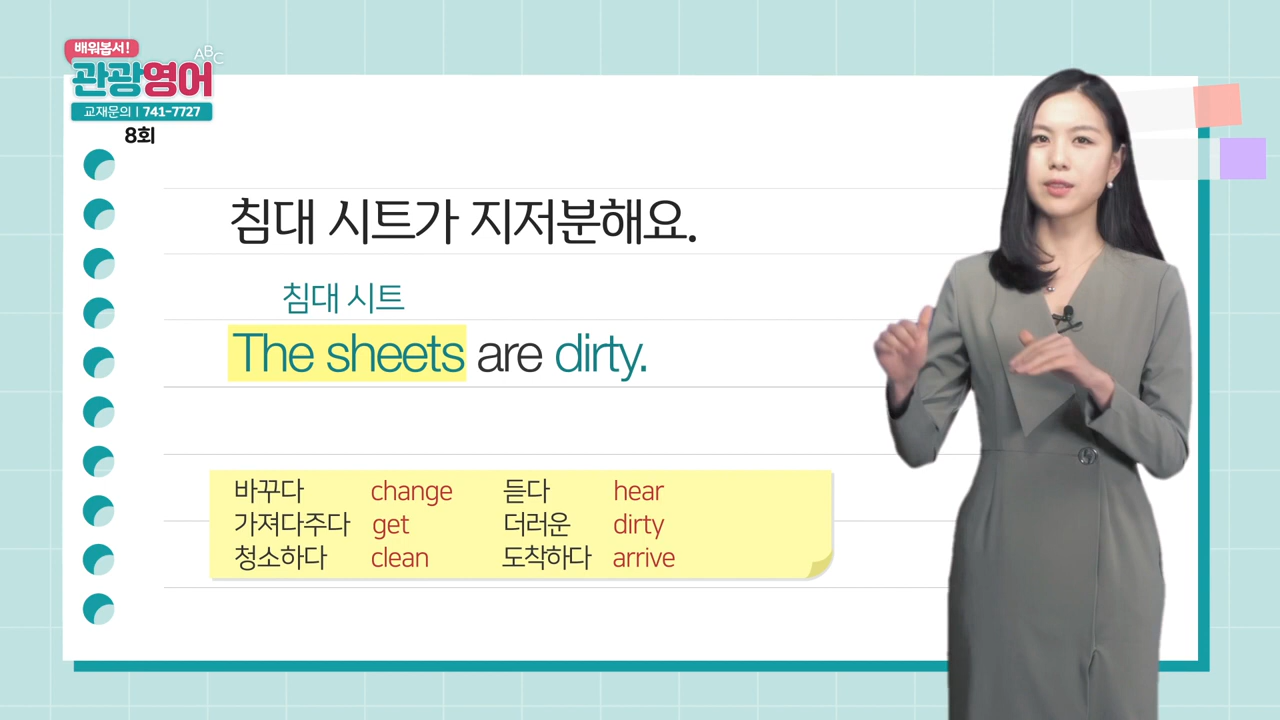 배워봅서!
ABC
관광영어
교재문의 | 741-7727
8회
침대 시트가 지저분해요.
침대 시트
The sheets are dirty.
바꾸다 change 듣다 hear
가져다주다 get 더러운 dirty
청소하다 clean 도착하다 arrive